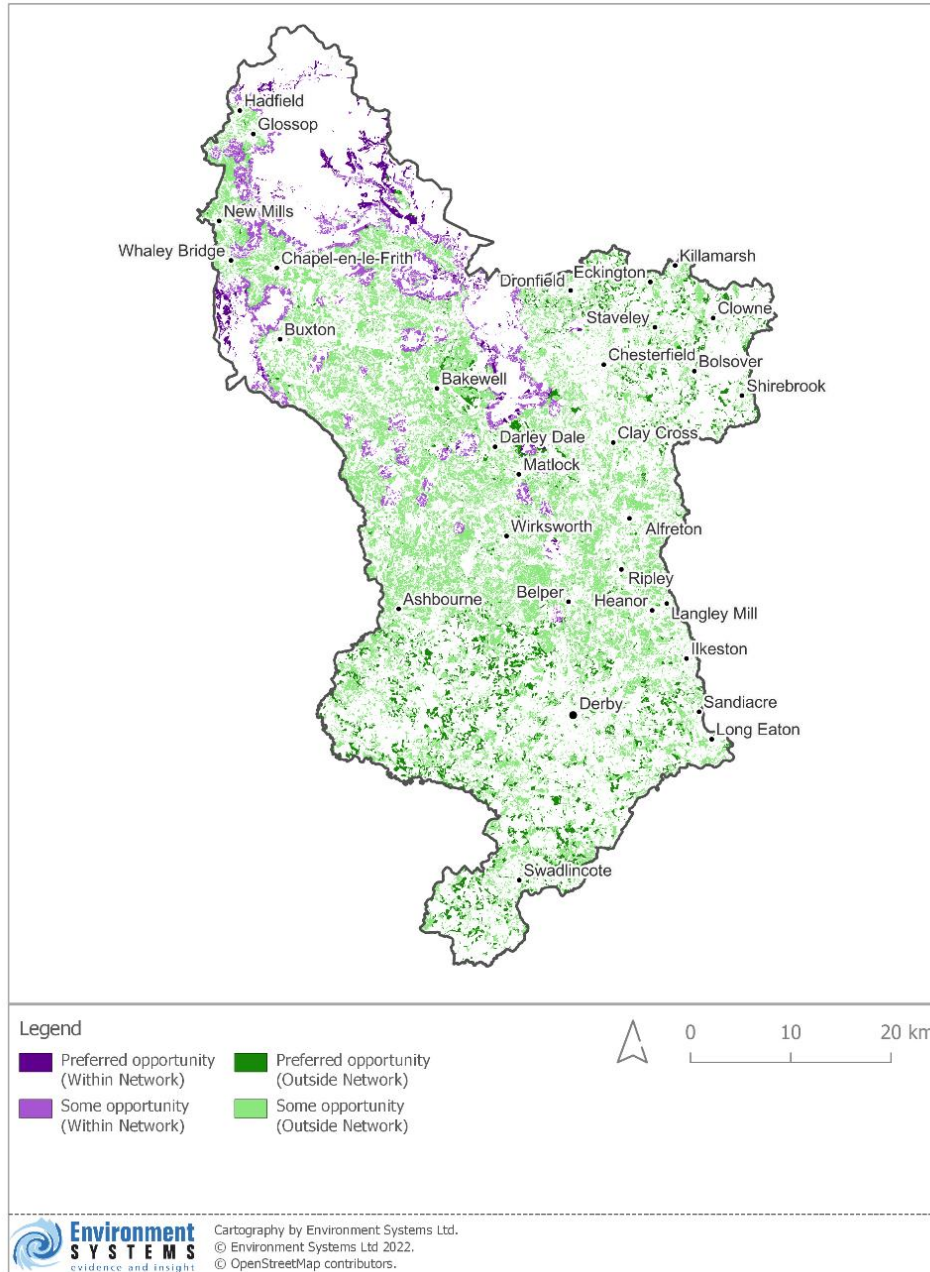 Hadfield
Glossop
New Mills
Whaley Bridge
Chapel-en-le-Frith
Killamarsh
Eckington
Dronfield
Clowne
Staveley
Buxton
Chesterfield
Bolsover
Bakewell
Shirebrook
Darley Dale
Clay Cross
Matlock
Wirksworth
Alfreton
Ripley
Ashbourne
Belper
Heanor
Langley Mill
Ilkeston
Derby
Sandiacre
Long Eaton
Swadlincote
Legend
Preferred opportunity
(Within Network)
Preferred opportunity
(Outside Network)
Some opportunity
(Within Network)
Some opportunity
(Outside Network)
0 10 20 km
Environment
SYSTEMS
evidence and insight
Cartography by Environment Systems Ltd.
© Environment Systems Ltd 2022.
© OpenStreetMap contributors.